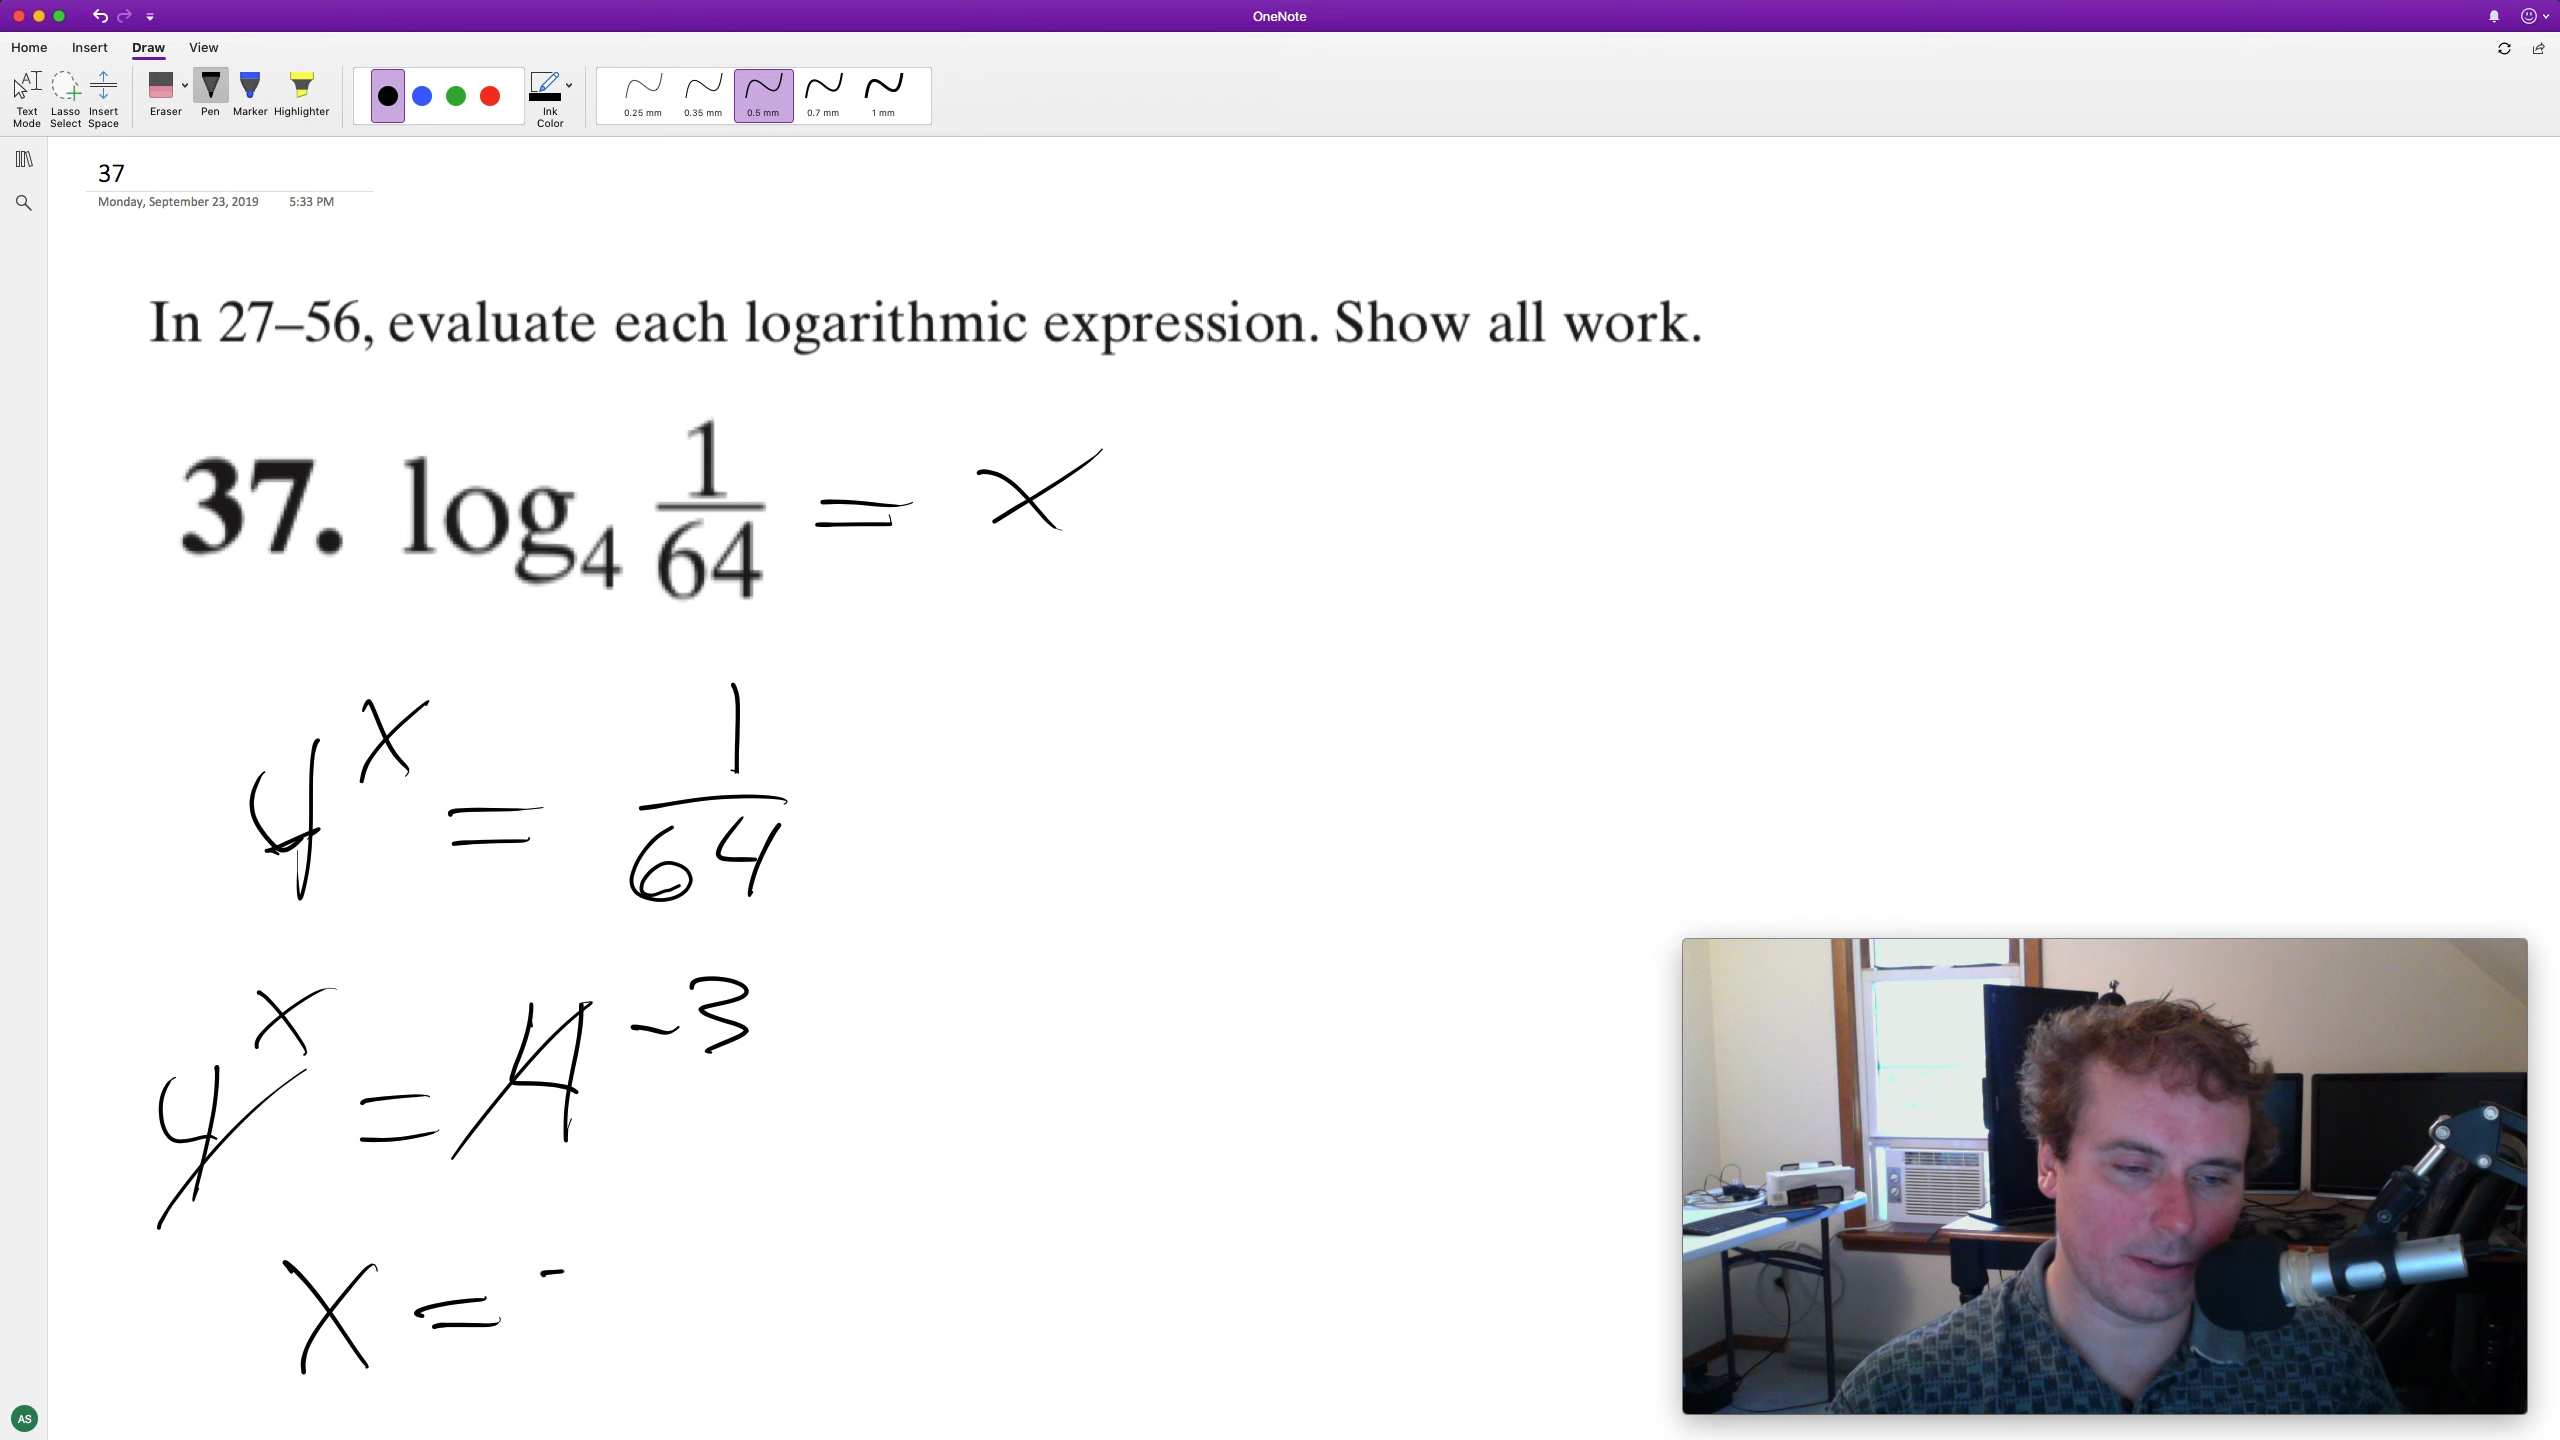 OneNote
Home Insert Draw View
Text Mode Lasso Select Insert Space Eraser Pen Marker Highlighter Ink Color 0.25 mm 0.35 mm 0.5 mm 0.7 mm 1 mm
37
Monday, September 23, 2019 5:33 PM
In 27–56, evaluate each logarithmic expression. Show all work.
37. log₄ 1/64 = x
4^x = 1/64
4^x = 4^-3
x = -
AS